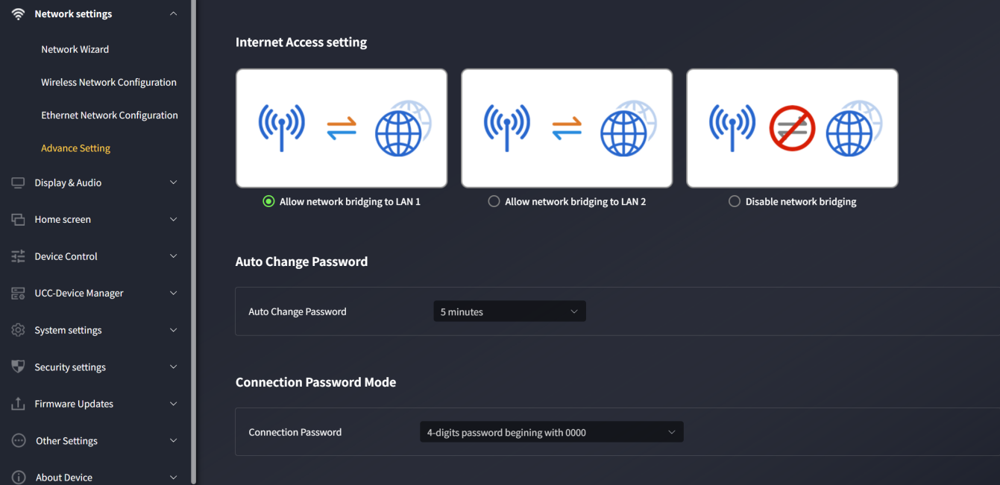 Network settings
Network Wizard
Wireless Network Configuration
Ethernet Network Configuration
Advance Setting
Display & Audio
Home screen
Device Control
UCC-Device Manager
System settings
Security settings
Firmware Updates
Other Settings
About Device
Internet Access setting
Allow network bridging to LAN 1
Allow network bridging to LAN 2
Disable network bridging
Auto Change Password
Auto Change Password
5 minutes
Connection Password Mode
Connection Password
4-digits password begining with 0000